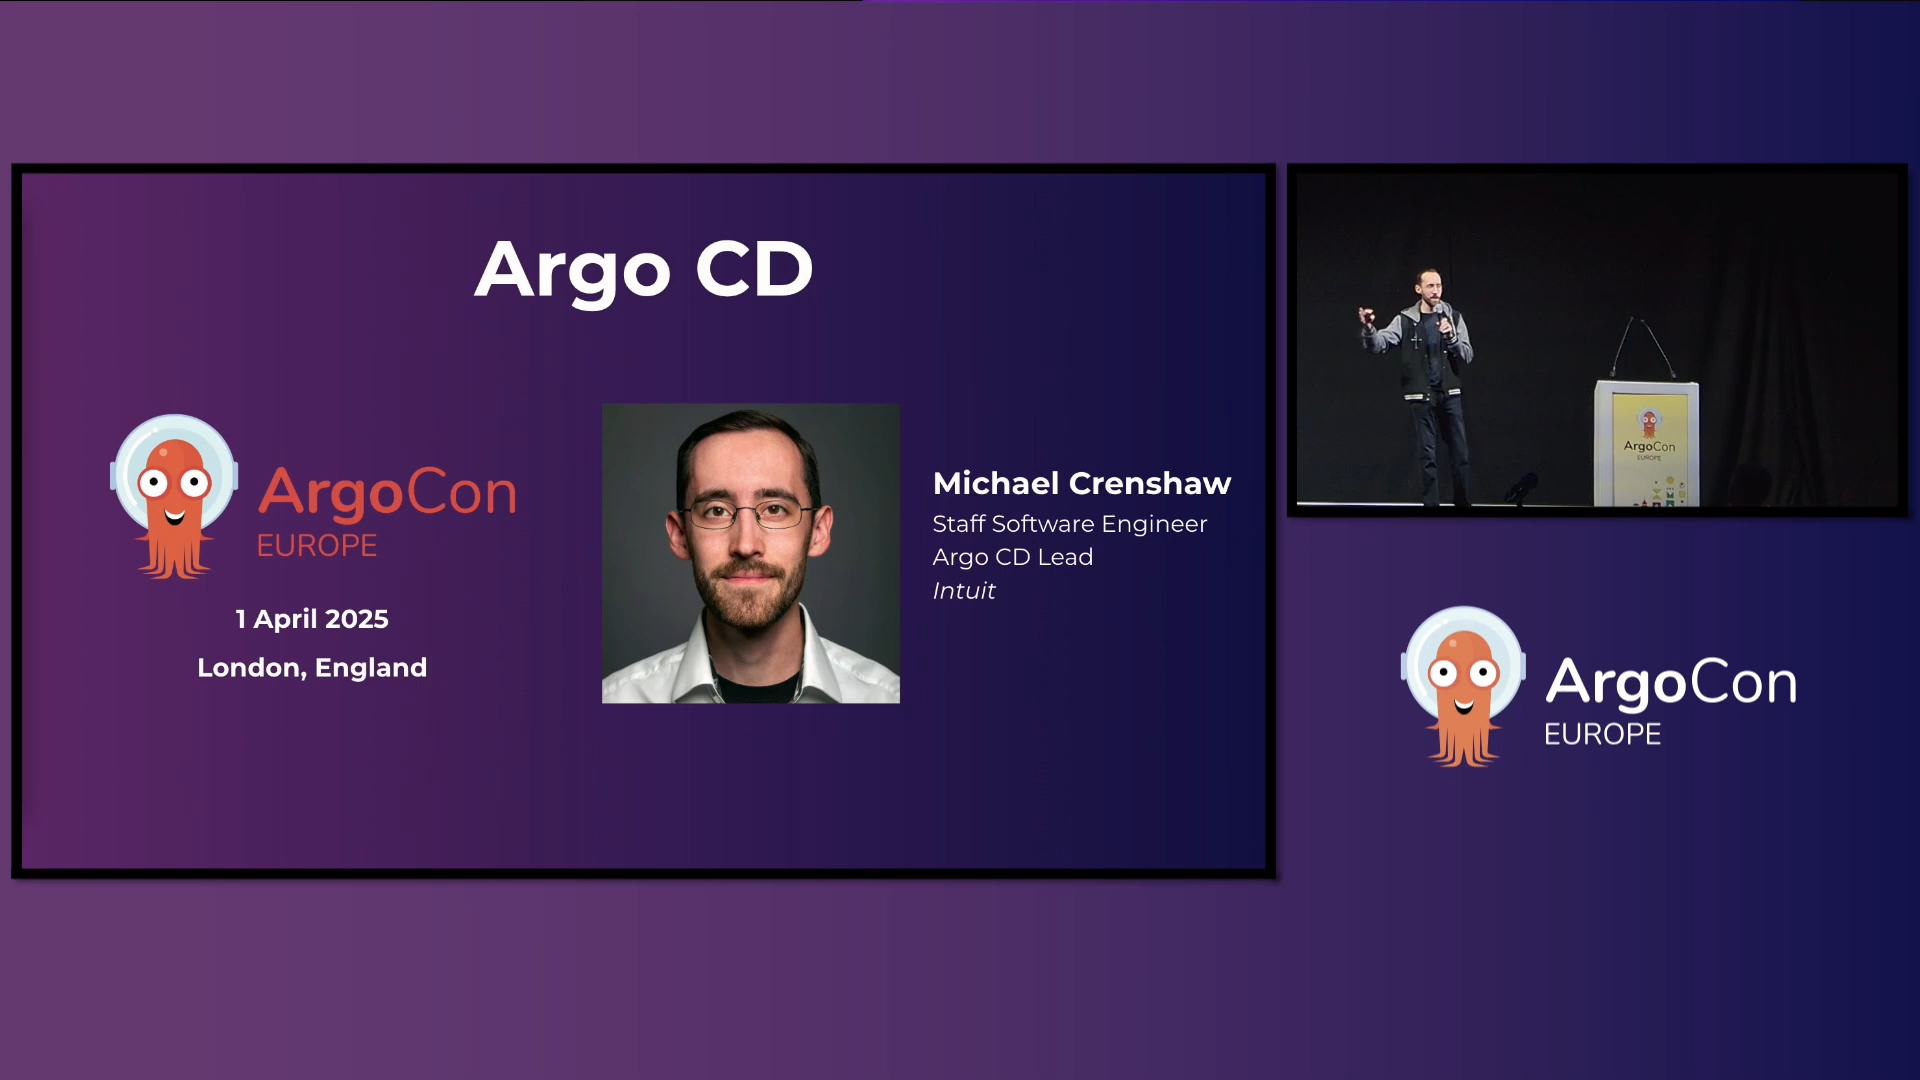 Argo CD
ArgoCon
EUROPE
1 April 2025
London, England
Michael Crenshaw
Staff Software Engineer
Argo CD Lead
Intuit
ArgoCon
EUROPE
ArgoCon
EUROPE